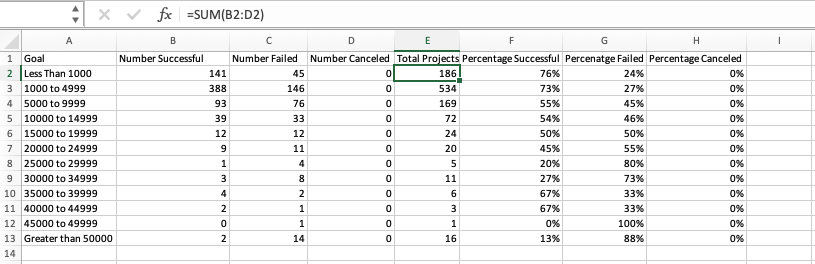 fx =SUM(B2:D2)
A B C D E F G H I
1 Goal Number Successful Number Failed Number Canceled Total Projects Percentage Successful Percenatge Failed Percentage Canceled
2 Less Than 1000 141 45 0 186 76% 24% 0%
3 1000 to 4999 388 146 0 534 73% 27% 0%
4 5000 to 9999 93 76 0 169 55% 45% 0%
5 10000 to 14999 39 33 0 72 54% 46% 0%
6 15000 to 19999 12 12 0 24 50% 50% 0%
7 20000 to 24999 9 11 0 20 45% 55% 0%
8 25000 to 29999 1 4 0 5 20% 80% 0%
9 30000 to 34999 3 8 0 11 27% 73% 0%
10 35000 to 39999 4 2 0 6 67% 33% 0%
11 40000 to 44999 2 1 0 3 67% 33% 0%
12 45000 to 49999 0 1 0 1 0% 100% 0%
13 Greater than 50000 2 14 0 16 13% 88% 0%
14